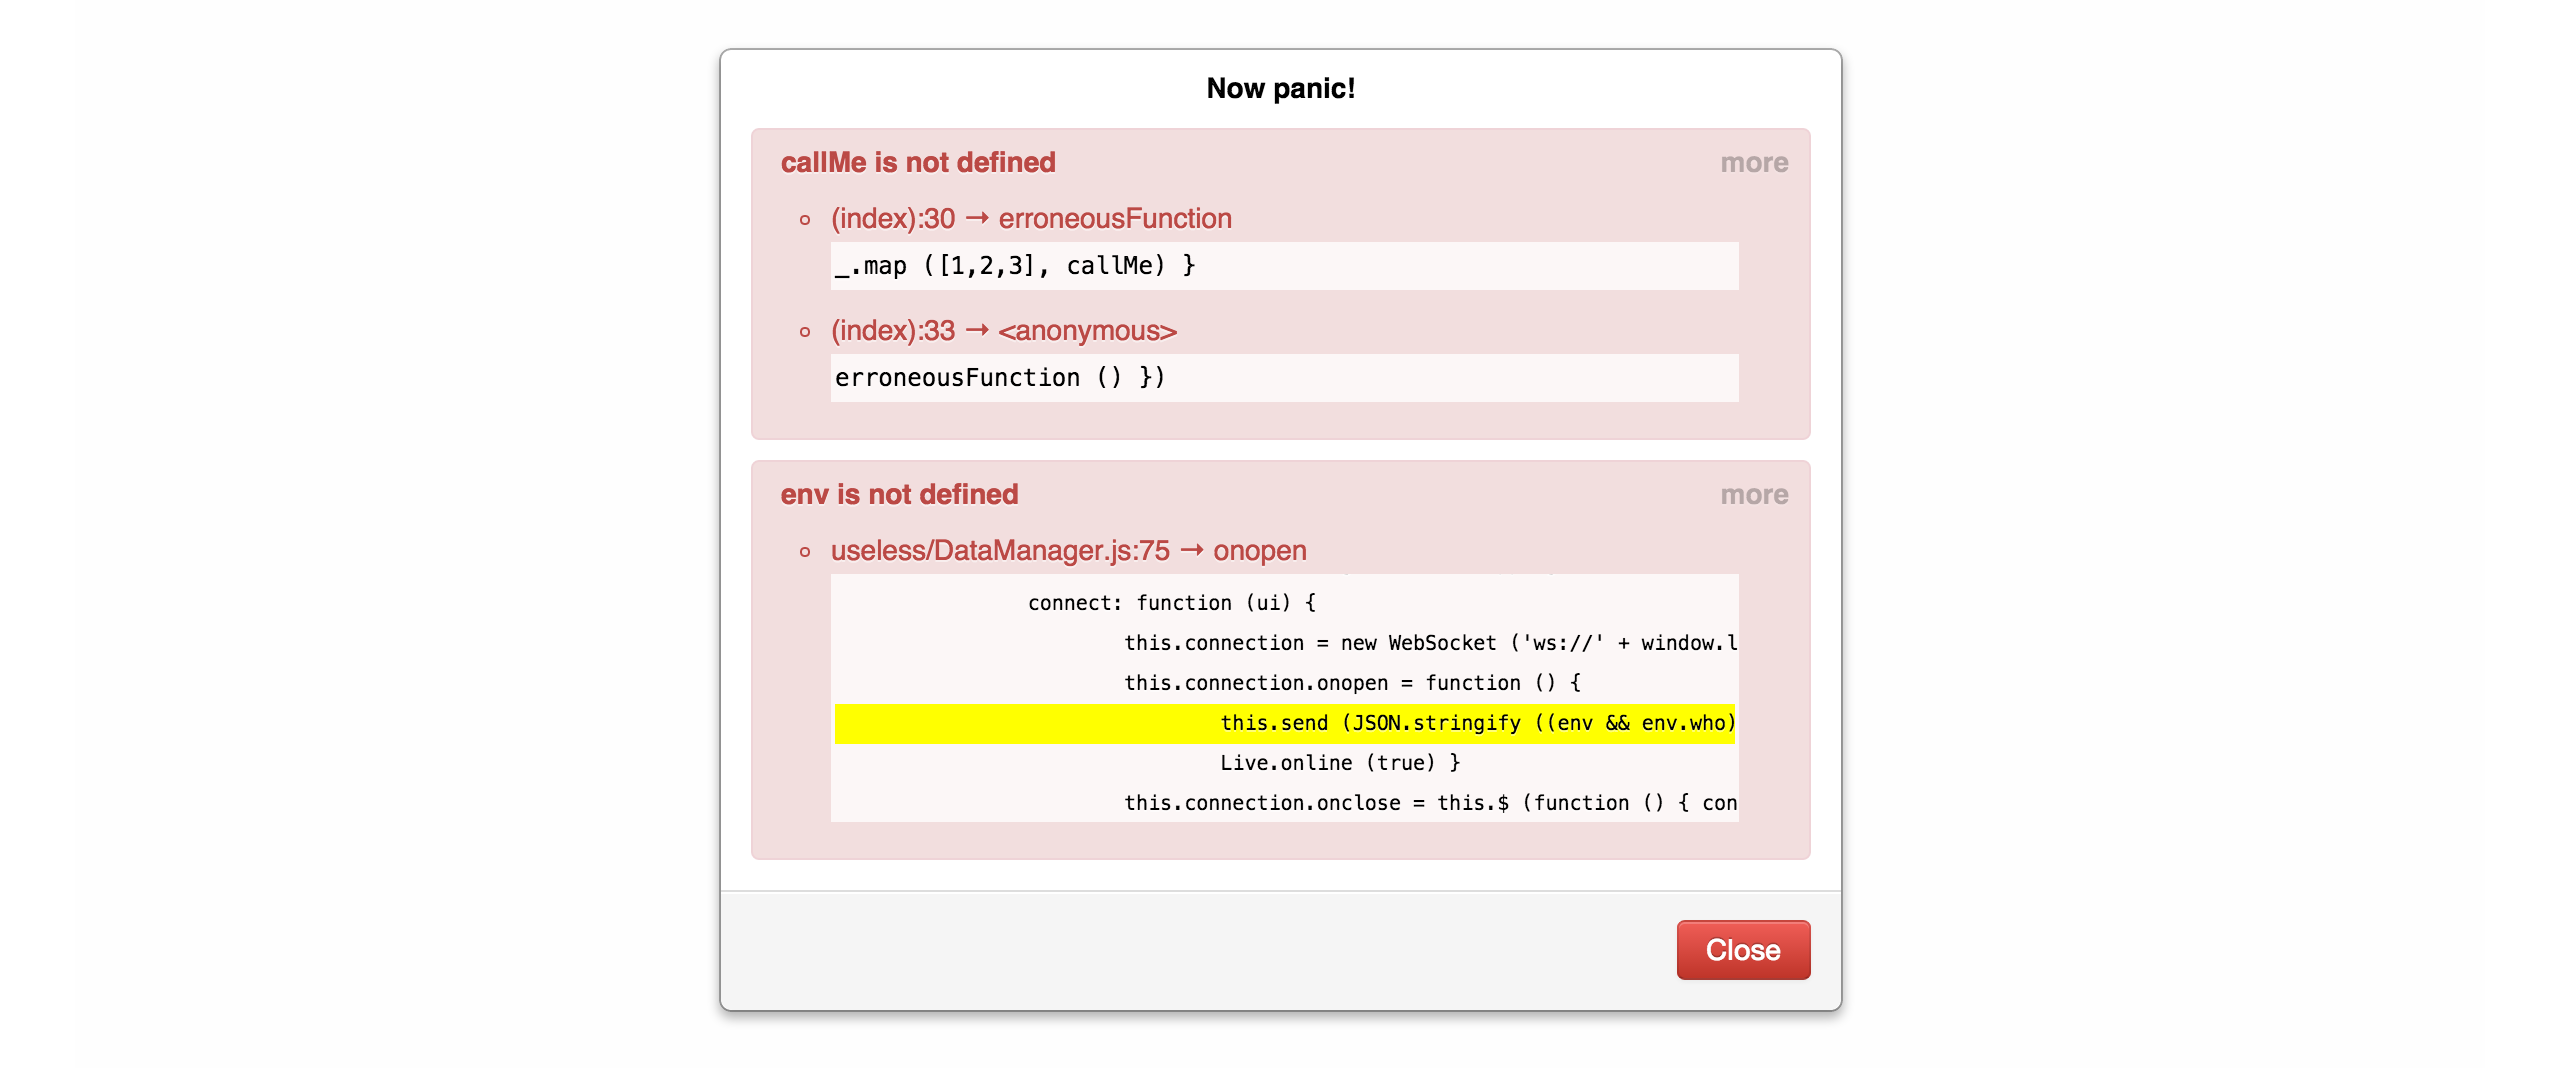 Now panic!
callMe is not defined more
(index):30 → erroneousFunction
_.map ([1,2,3], callMe) }
(index):33 → <anonymous>
erroneousFunction () })
env is not defined more
useless/DataManager.js:75 → onopen
connect: function (ui) {
this.connection = new WebSocket ('ws://' + window.l
this.connection.onopen = function () {
this.send (JSON.stringify ((env && env.who)
Live.online (true) }
this.connection.onclose = this.$ (function () { con
Close